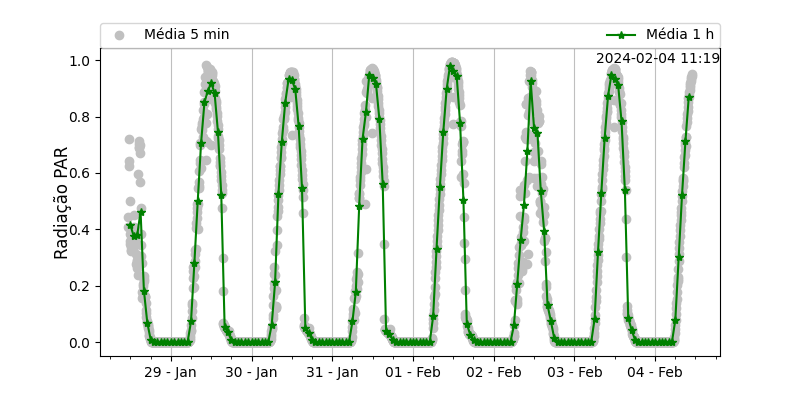 Média 5 min
Média 1 h
2024-02-04 11:19
Radiação PAR
1.0
0.8
0.6
0.4
0.2
0.0
29 - Jan
30 - Jan
31 - Jan
01 - Feb
02 - Feb
03 - Feb
04 - Feb